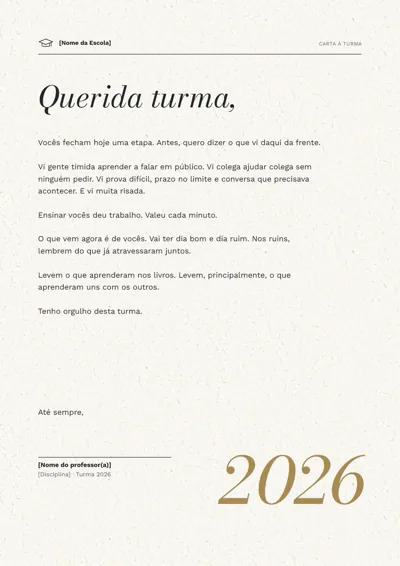 [Nome da Escola]
CARTA À TURMA
Querida turma,
Vocês fecham hoje uma etapa. Antes, quero dizer o que vi daqui da frente.
Vi gente tímida aprender a falar em público. Vi colega ajudar colega sem
ninguém pedir. Vi prova difícil, prazo no limite e conversa que precisava
acontecer. E vi muita risada.
Ensinar vocês deu trabalho. Valeu cada minuto.
O que vem agora é de vocês. Vai ter dia bom e dia ruim. Nos ruins,
lembrem do que já atravessaram juntos.
Levem o que aprenderam nos livros. Levem, principalmente, o que
aprenderam uns com os outros.
Tenho orgulho desta turma.
Até sempre,
[Nome do professor(a)]
[Disciplina] · Turma 2026
2026